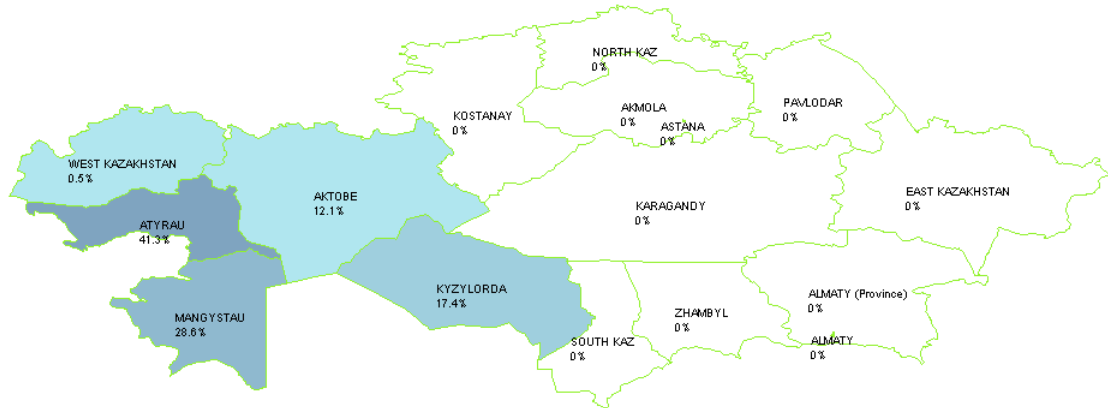 NORTH KAZ
0%
KOSTANAY
0%
AKMOLA
0%
ASTANA
0%
PAVLODAR
0%
WEST KAZAKHSTAN
0.5%
AKTOBE
12.1%
ATYRAU
41.3%
KARAGANDY
0%
EAST KAZAKHSTAN
0%
MANGYSTAU
28.6%
KYZYLORDA
17.4%
SOUTH KAZ
0%
ZHAMBYL
0%
ALMATY (Province)
0%
ALMATY
0%